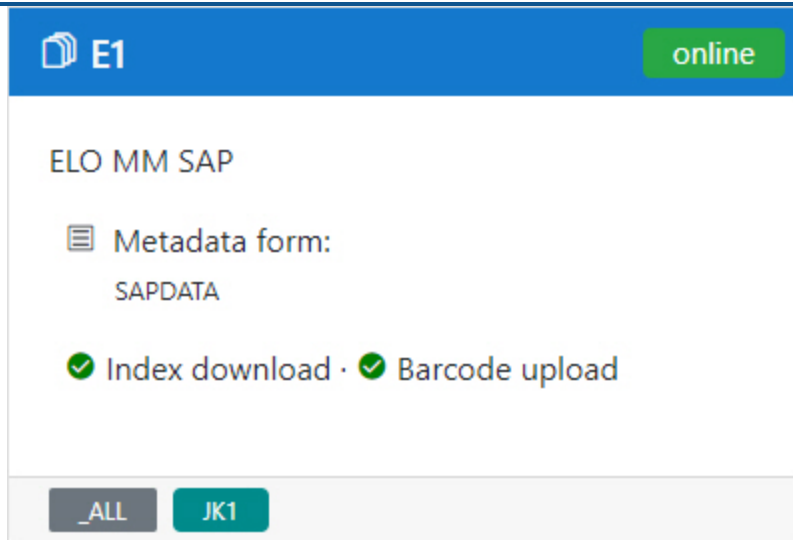 E1 online
ELO MM SAP
Metadata form:
SAPDATA
Index download · Barcode upload
_ALL JK1